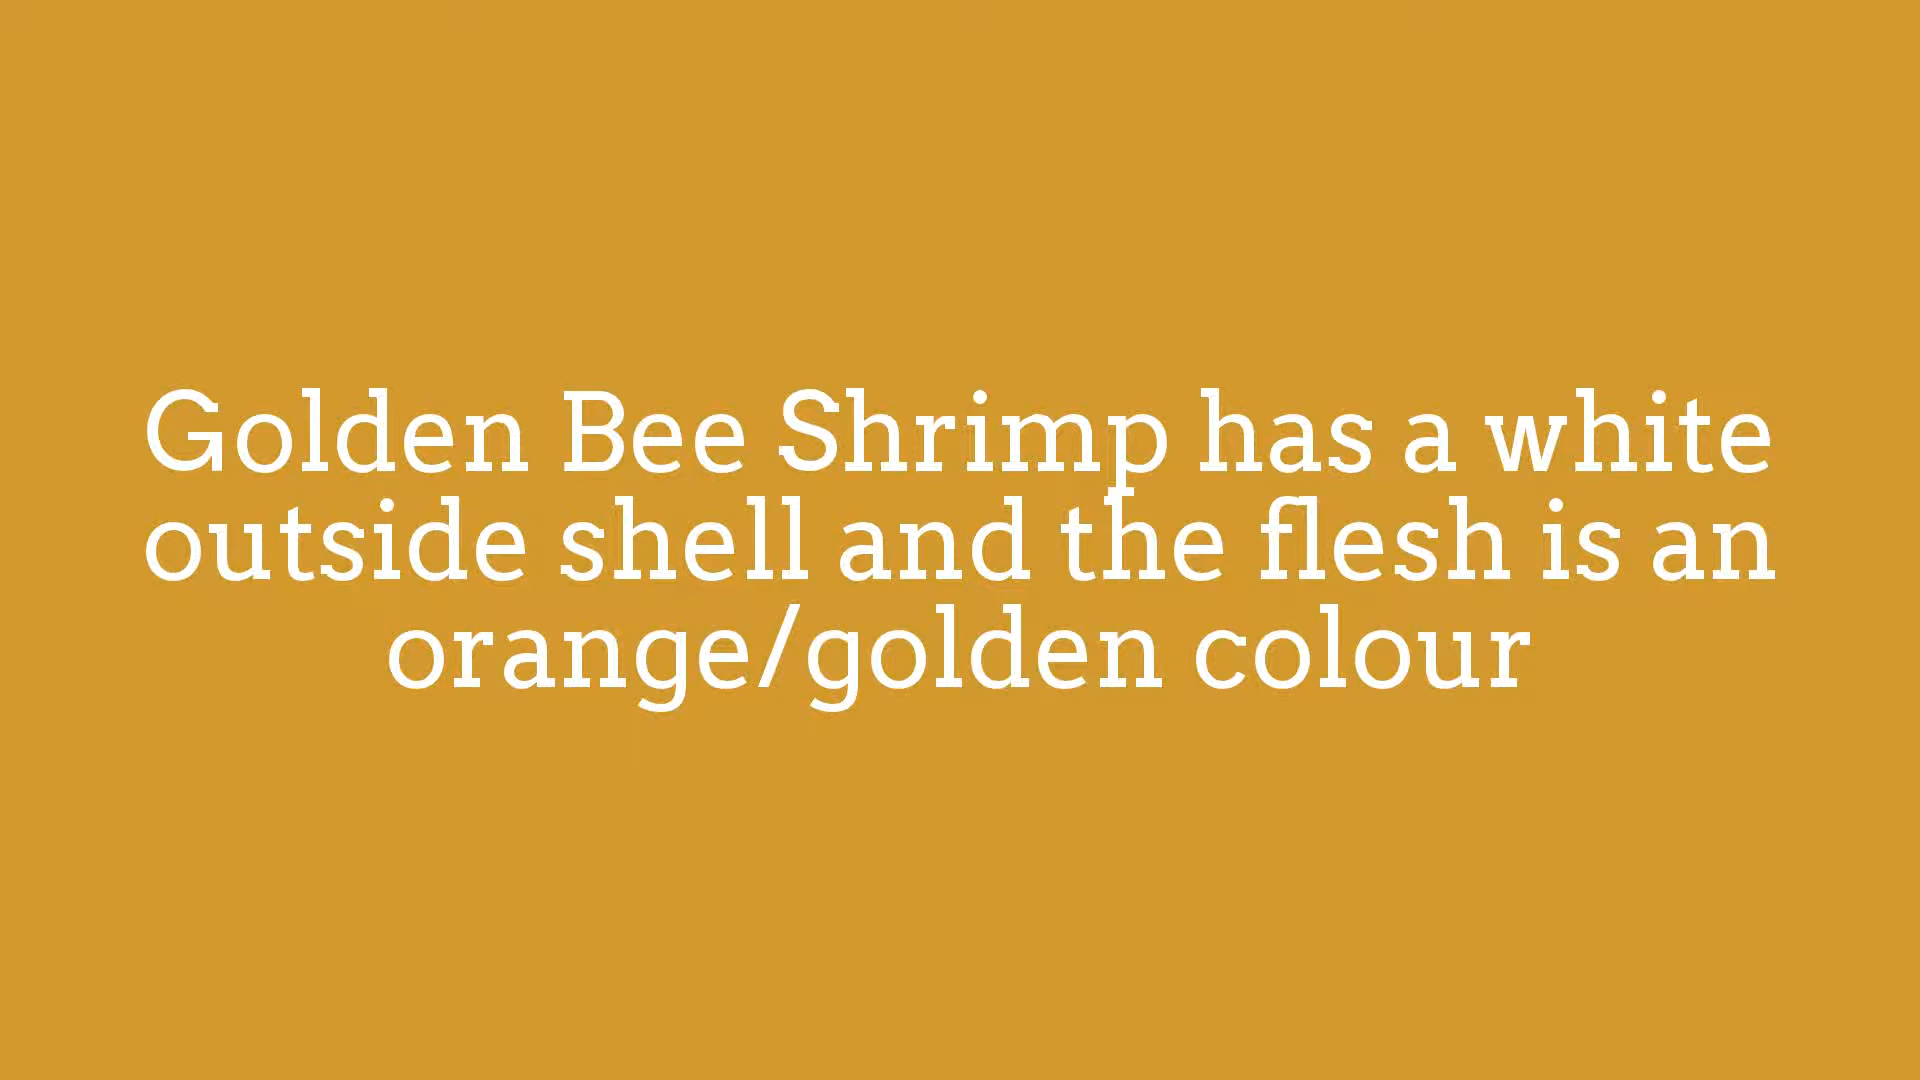 Golden Bee Shrimp has a white
outside shell and the flesh is an
orange/golden colour